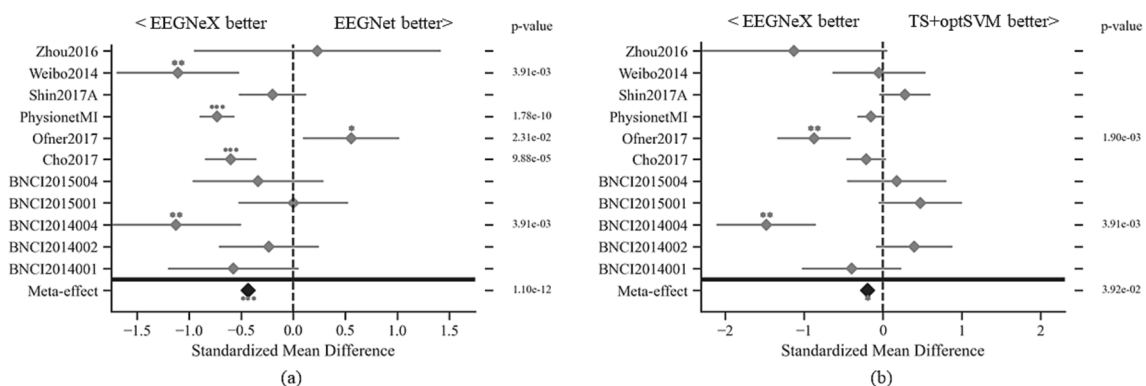 < EEGNeX better EEGNet better> p-value
Zhou2016
** 
Weibo2014 3.91e-03
Shin2017A
***
PhysionetMI 1.78e-10
*
Ofner2017 2.31e-02
***
Cho2017 9.88e-05
BNCI2015004
BNCI2015001
**
BNCI2014004 3.91e-03
BNCI2014002
BNCI2014001
Meta-effect 1.10e-12
***
−1.5 −1.0 −0.5 0.0 0.5 1.0 1.5
Standardized Mean Difference
(a)
< EEGNeX better TS+optSVM better> p-value
Zhou2016
Weibo2014
Shin2017A
PhysionetMI
**
Ofner2017 1.90e-03
Cho2017
BNCI2015004
BNCI2015001
**
BNCI2014004 3.91e-03
BNCI2014002
BNCI2014001
Meta-effect 3.92e-02
*
−2 −1 0 1 2
Standardized Mean Difference
(b)